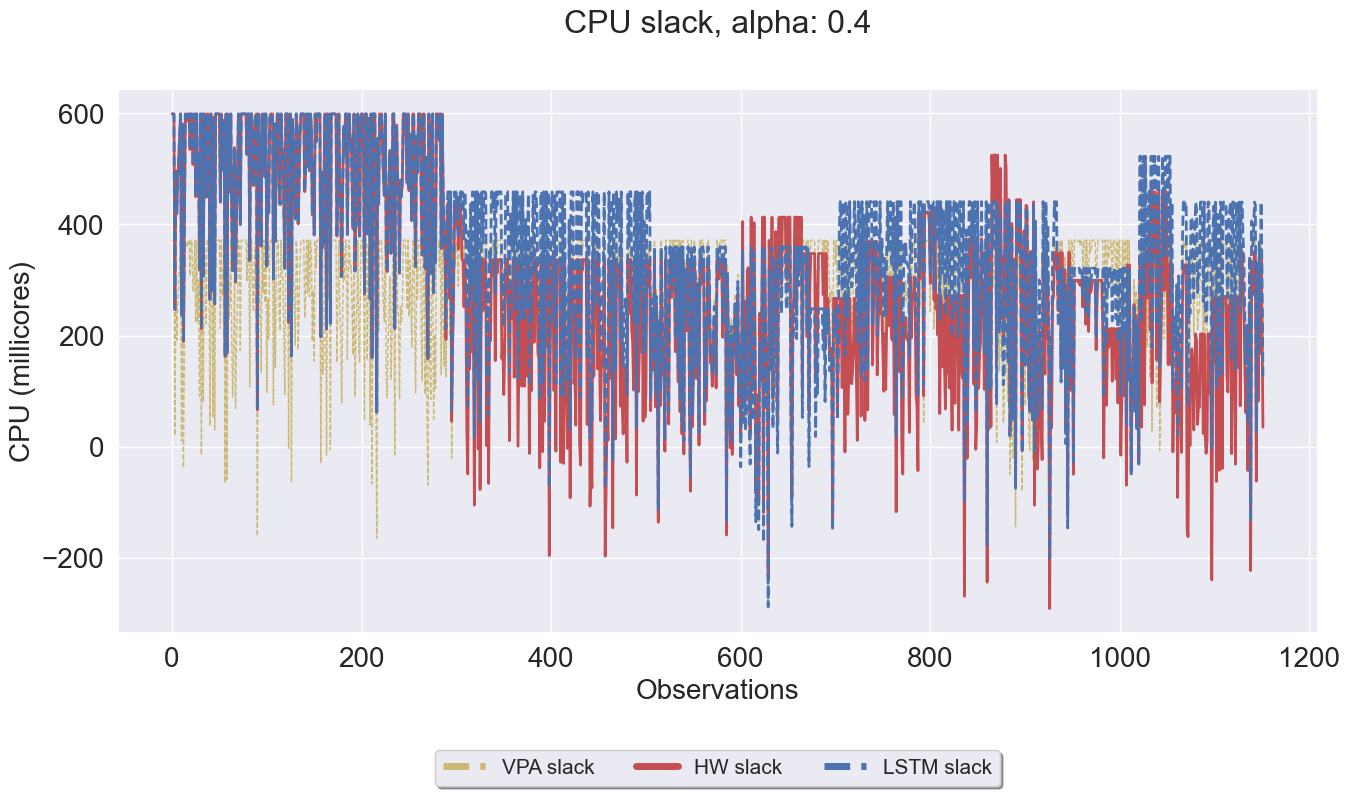 CPU slack, alpha: 0.4
600
400
200
0
−200
CPU (millicores)
0 200 400 600 800 1000 1200
Observations
VPA slack HW slack LSTM slack